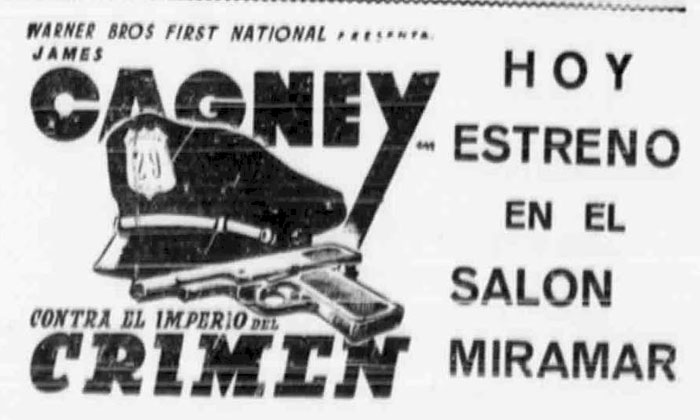 WARNER BROS FIRST NATIONAL PRESENTA.
JAMES
CAGNEY
en
29
CONTRA EL IMPERIO DEL
CRIMEN
HOY
ESTRENO
EN EL
SALON
MIRAMAR